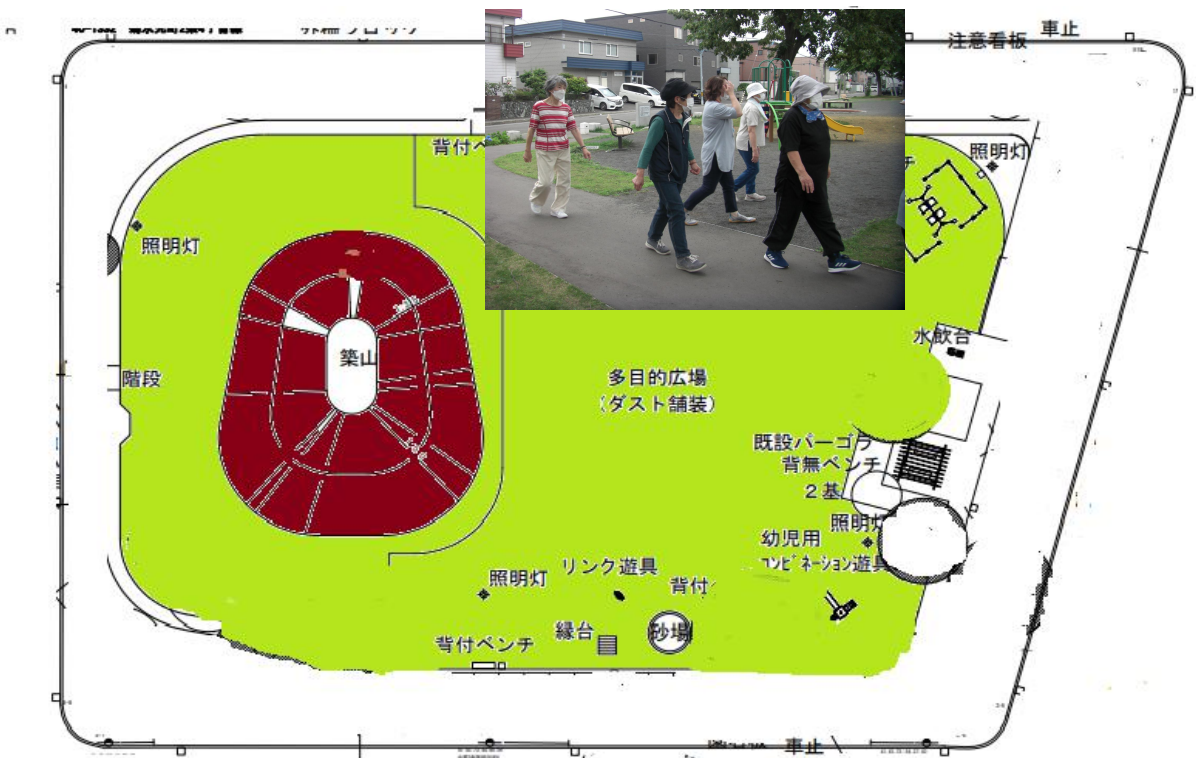 車止
注意看板
照明灯
背付ベ
チ
照明灯
水飲台
築山
階段
多目的広場
(ダスト舗装)
既設パーゴラ
背無ベンチ
2基
照明灯
幼児用
コンビネーション遊具
リンク遊具
照明灯
背付
縁台
砂場
背付ベンチ
車止